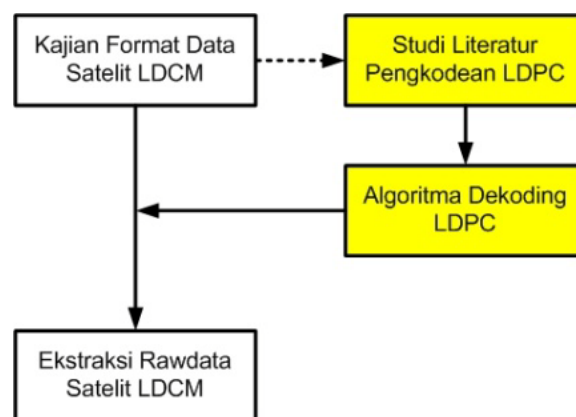 Kajian Format Data
Satelit LDCM
Studi Literatur
Pengkodean LDPC
Algoritma Dekoding
LDPC
Ekstraksi Rawdata
Satelit LDCM